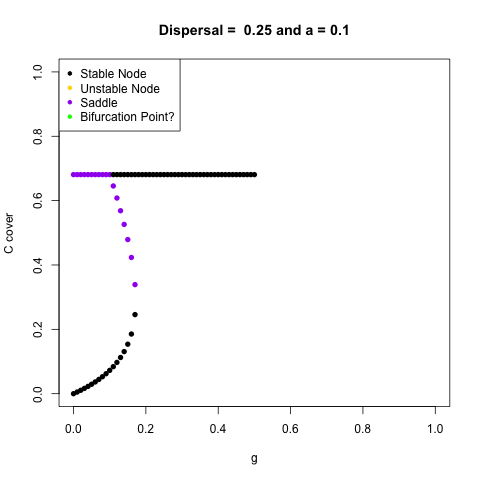 Dispersal =  0.25 and a = 0.1
Stable Node
Unstable Node
Saddle
Bifurcation Point?
C cover
1.0
0.8
0.6
0.4
0.2
0.0
0.0 0.2 0.4 0.6 0.8 1.0
g